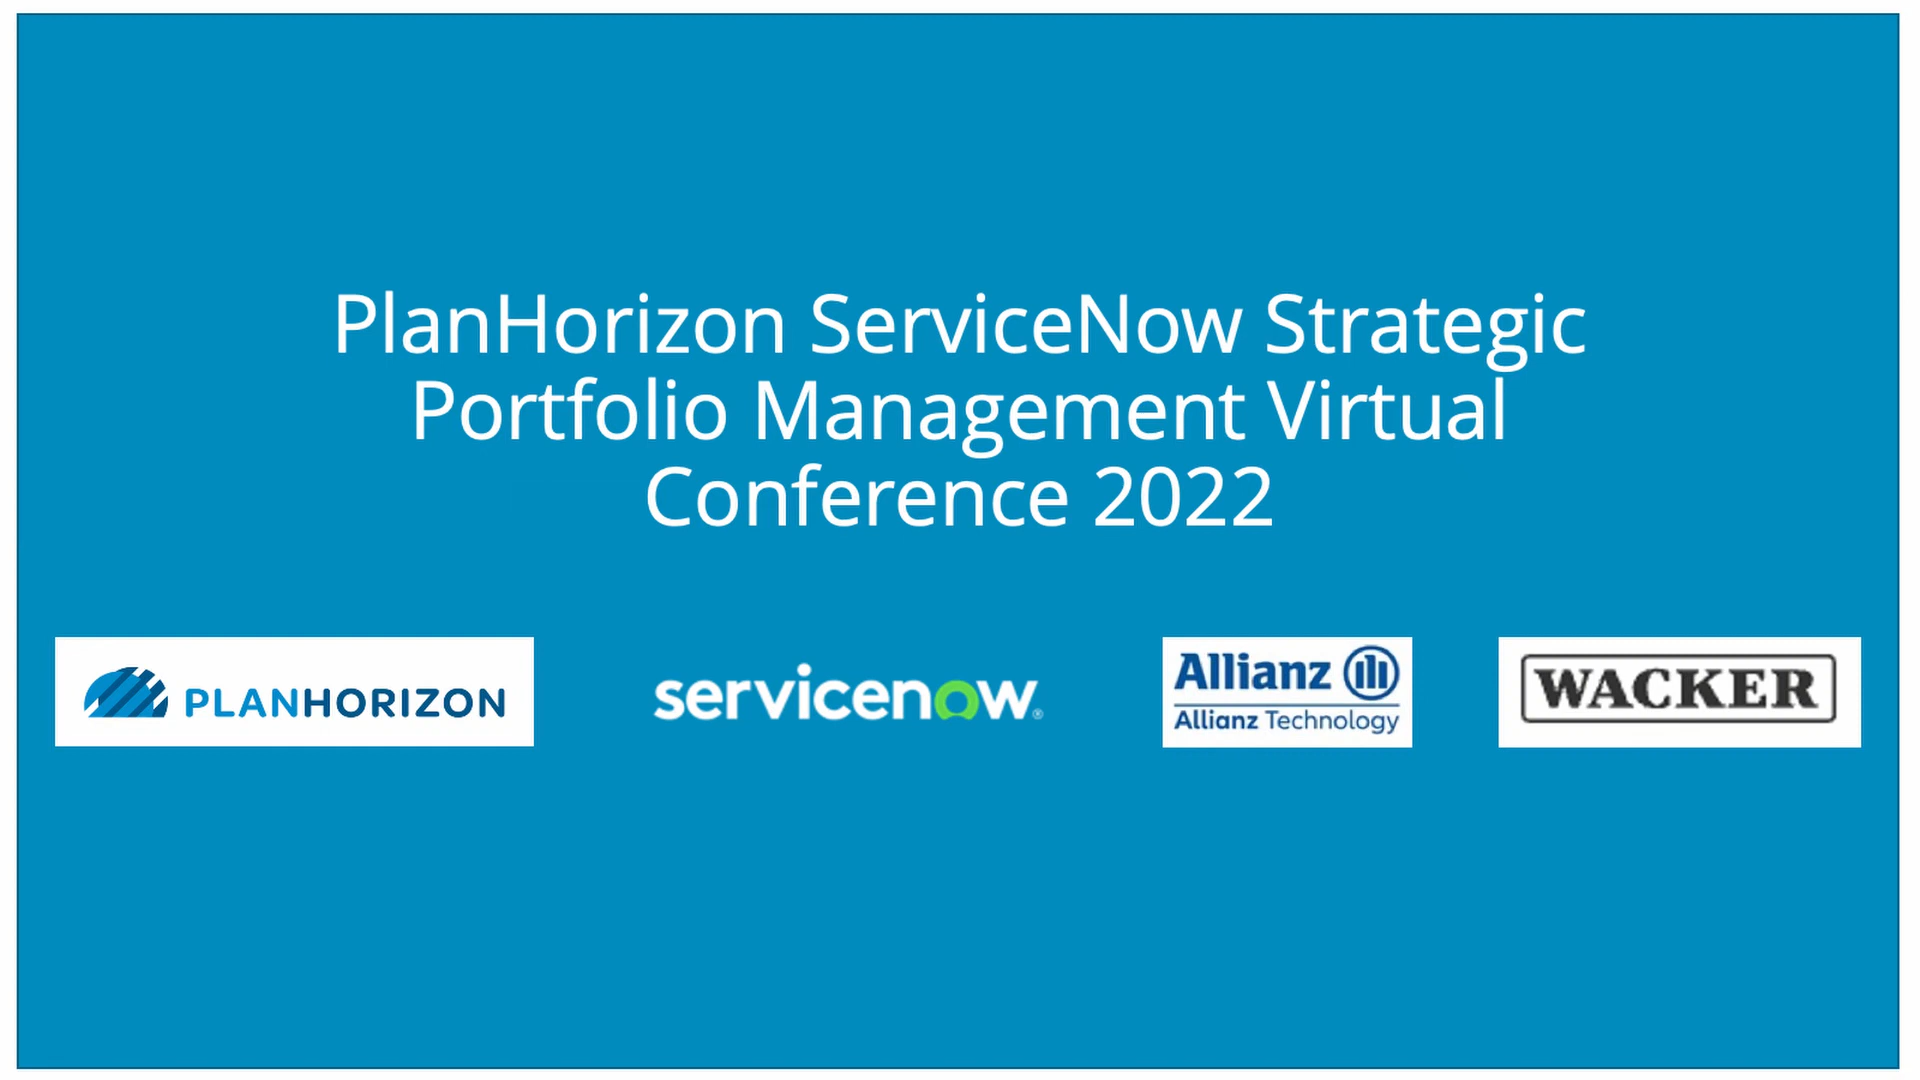 PlanHorizon ServiceNow Strategic
Portfolio Management Virtual
Conference 2022
PLANHORIZON
servicenow®
Allianz
Allianz Technology
WACKER